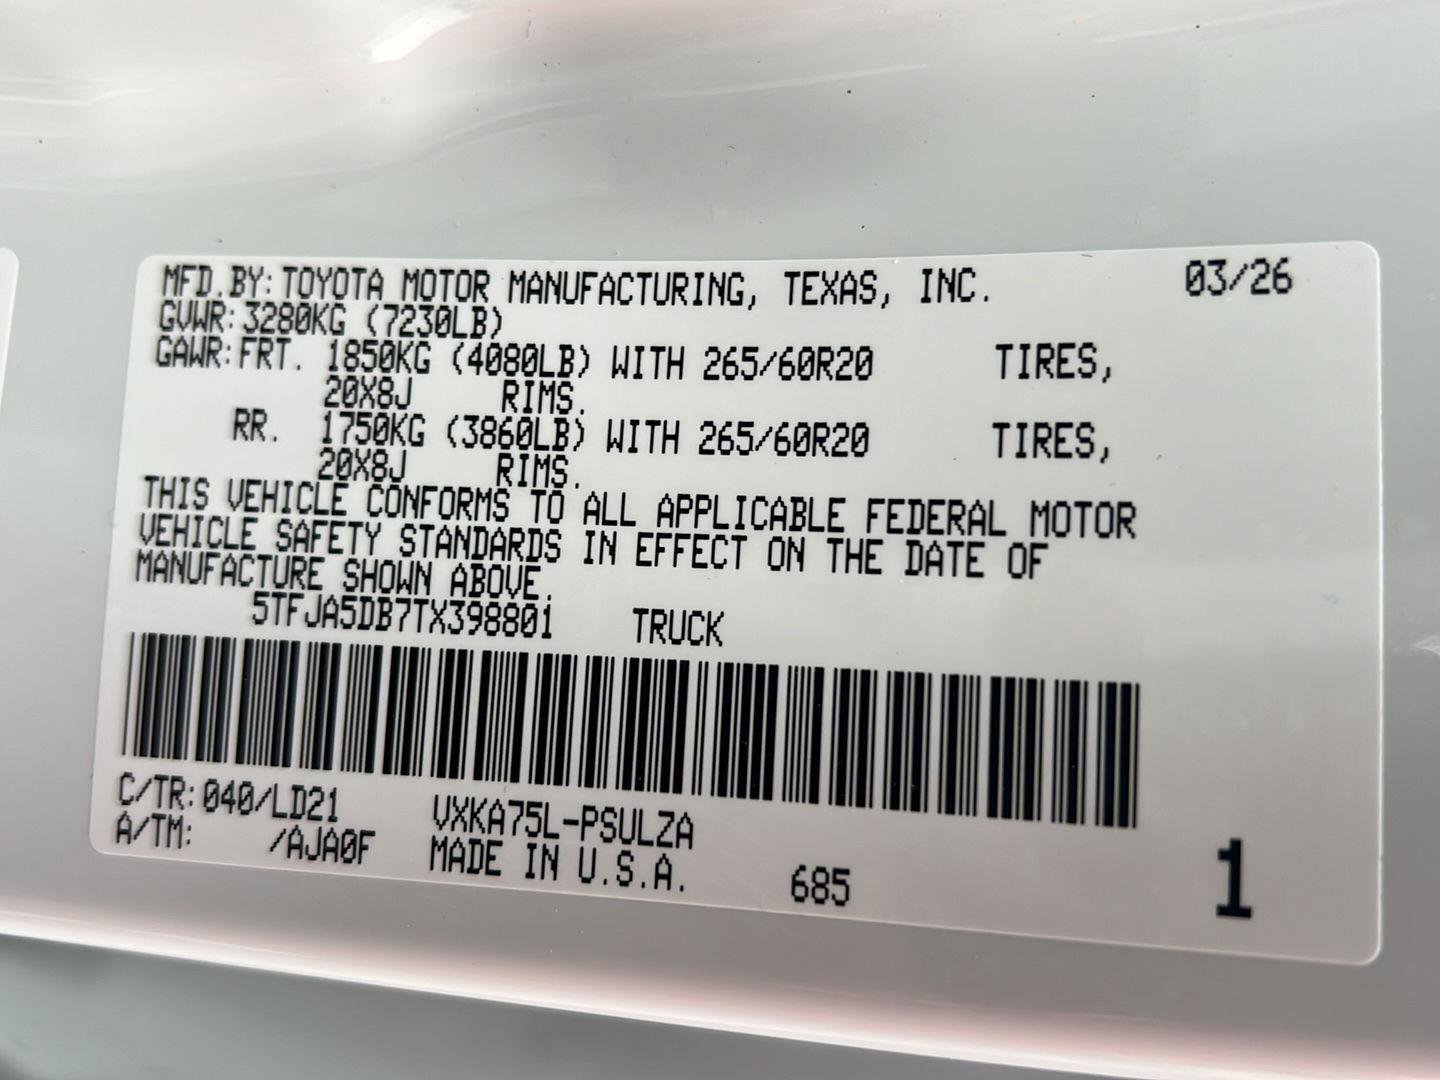 MFD.BY: TOYOTA MOTOR MANUFACTURING, TEXAS, INC. 03/26
GVWR: 3280KG (7230LB)
GAWR: FRT. 1850KG (4080LB) WITH 265/60R20 TIRES,
20X8J RIMS.
RR. 1750KG (3860LB) WITH 265/60R20 TIRES,
20X8J RIMS.
THIS VEHICLE CONFORMS TO ALL APPLICABLE FEDERAL MOTOR
VEHICLE SAFETY STANDARDS IN EFFECT ON THE DATE OF
MANUFACTURE SHOWN ABOVE.
5TFJA5DB7TX398801 TRUCK
C/TR: 040/LD21 VXKA75L-PSULZA
A/TM: /AJA0F MADE IN U.S.A. 685 1